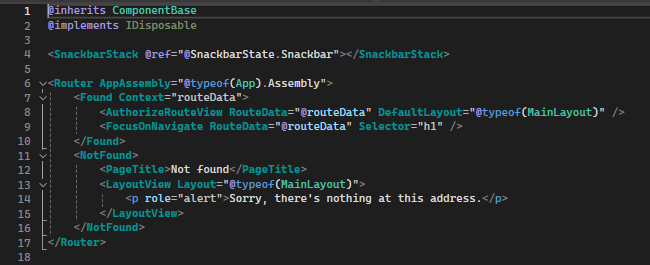 1 @inherits ComponentBase
2 @implements IDisposable
3
4 <SnackbarStack @ref="@SnackbarState.Snackbar"></SnackbarStack>
5
6 <Router AppAssembly="@typeof(App).Assembly">
7     <Found Context="routeData">
8         <AuthorizeRouteView RouteData="@routeData" DefaultLayout="@typeof(MainLayout)" />
9         <FocusOnNavigate RouteData="@routeData" Selector="h1" />
10     </Found>
11     <NotFound>
12         <PageTitle>Not found</PageTitle>
13         <LayoutView Layout="@typeof(MainLayout)">
14             <p role="alert">Sorry, there's nothing at this address.</p>
15         </LayoutView>
16     </NotFound>
17 </Router>
18